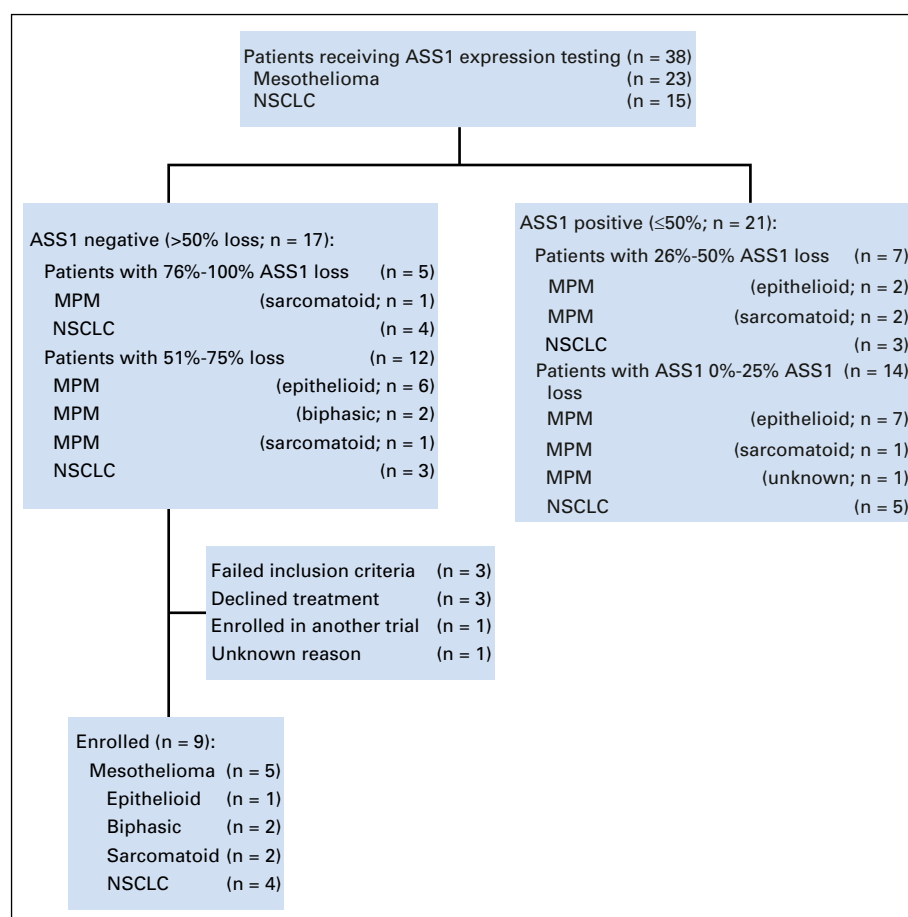 Patients receiving ASS1 expression testing (n = 38)
Mesothelioma (n = 23)
NSCLC (n = 15)
ASS1 negative (>50% loss; n = 17):
Patients with 76%-100% ASS1 loss (n = 5)
MPM (sarcomatoid; n = 1)
NSCLC (n = 4)
Patients with 51%-75% loss (n = 12)
MPM (epithelioid; n = 6)
MPM (biphasic; n = 2)
MPM (sarcomatoid; n = 1)
NSCLC (n = 3)
ASS1 positive (≤50%; n = 21):
Patients with 26%-50% ASS1 loss (n = 7)
MPM (epithelioid; n = 2)
MPM (sarcomatoid; n = 2)
NSCLC (n = 3)
Patients with ASS1 0%-25% ASS1 (n = 14)
loss
MPM (epithelioid; n = 7)
MPM (sarcomatoid; n = 1)
MPM (unknown; n = 1)
NSCLC (n = 5)
Failed inclusion criteria (n = 3)
Declined treatment (n = 3)
Enrolled in another trial (n = 1)
Unknown reason (n = 1)
Enrolled (n = 9):
Mesothelioma (n = 5)
Epithelioid (n = 1)
Biphasic (n = 2)
Sarcomatoid (n = 2)
NSCLC (n = 4)